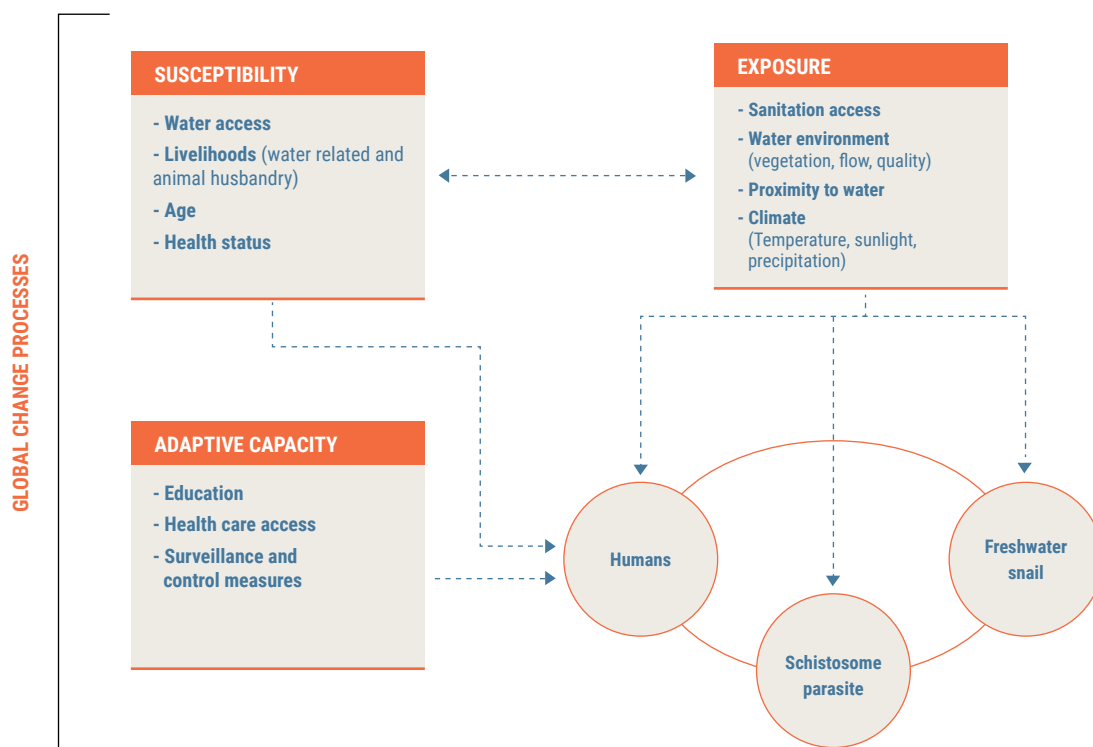 GLOBAL CHANGE PROCESSES
SUSCEPTIBILITY
- Water access
- Livelihoods (water related and
animal husbandry)
- Age
- Health status
EXPOSURE
- Sanitation access
- Water environment
(vegetation, flow, quality)
- Proximity to water
- Climate
(Temperature, sunlight,
precipitation)
ADAPTIVE CAPACITY
- Education
- Health care access
- Surveillance and
control measures
Humans
Freshwater
snail
Schistosome
parasite